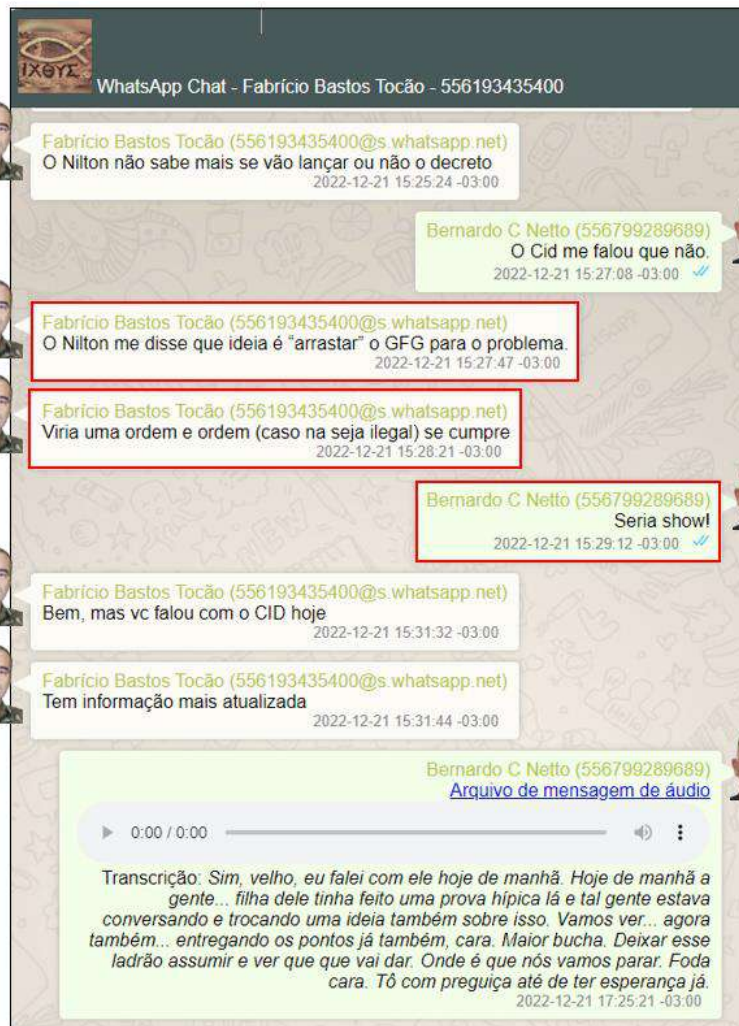 ΙΧΘΥΣ
WhatsApp Chat - Fabrício Bastos Tocão - 556193435400
Fabrício Bastos Tocão (556193435400@s.whatsapp.net)
O Nilton não sabe mais se vão lançar ou não o decreto
2022-12-21 15:25:24 -03:00
Bernardo C Netto (556799289689)
O Cid me falou que não.
2022-12-21 15:27:08 -03:00
Fabrício Bastos Tocão (556193435400@s.whatsapp.net)
O Nilton me disse que ideia é “arrastar” o GFG para o problema.
2022-12-21 15:27:47 -03:00
Fabrício Bastos Tocão (556193435400@s.whatsapp.net)
Viria uma ordem e ordem (caso na seja ilegal) se cumpre
2022-12-21 15:28:21 -03:00
Bernardo C Netto (556799289689)
Seria show!
2022-12-21 15:29:12 -03:00
Fabrício Bastos Tocão (556193435400@s.whatsapp.net)
Bem, mas vc falou com o CID hoje
2022-12-21 15:31:32 -03:00
Fabrício Bastos Tocão (556193435400@s.whatsapp.net)
Tem informação mais atualizada
2022-12-21 15:31:44 -03:00
Bernardo C Netto (556799289689)
Arquivo de mensagem de áudio
0:00 / 0:00
Transcrição: Sim, velho, eu falei com ele hoje de manhã. Hoje de manhã a
gente... filha dele tinha feito uma prova hípica lá e tal gente estava
conversando e trocando uma ideia também sobre isso. Vamos ver... agora
também... entregando os pontos já também, cara. Maior bucha. Deixar esse
ladrão assumir e ver que que vai dar. Onde é que nós vamos parar. Foda
cara. Tô com preguiça até de ter esperança já.
2022-12-21 17:25:21 -03:00